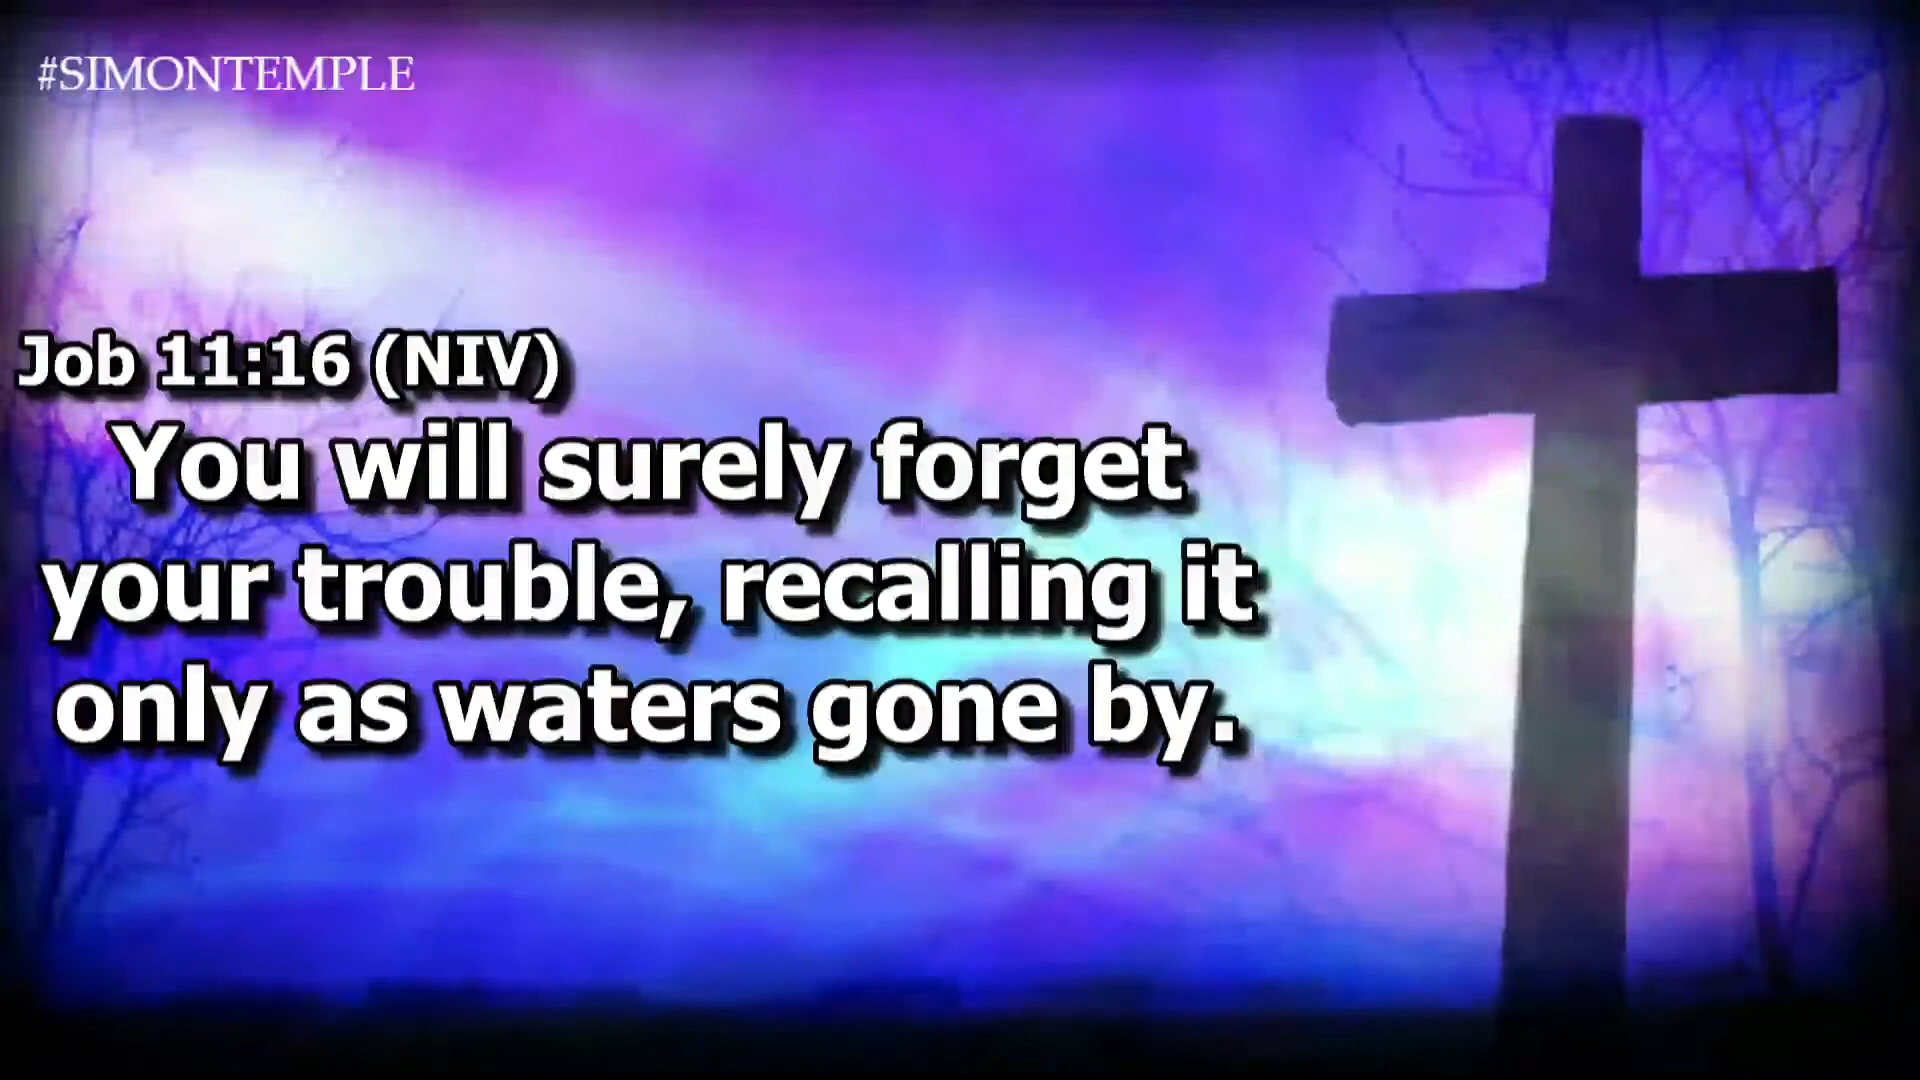 #SIMONTEMPLE
Job 11:16 (NIV)
You will surely forget
your trouble, recalling it
only as waters gone by.